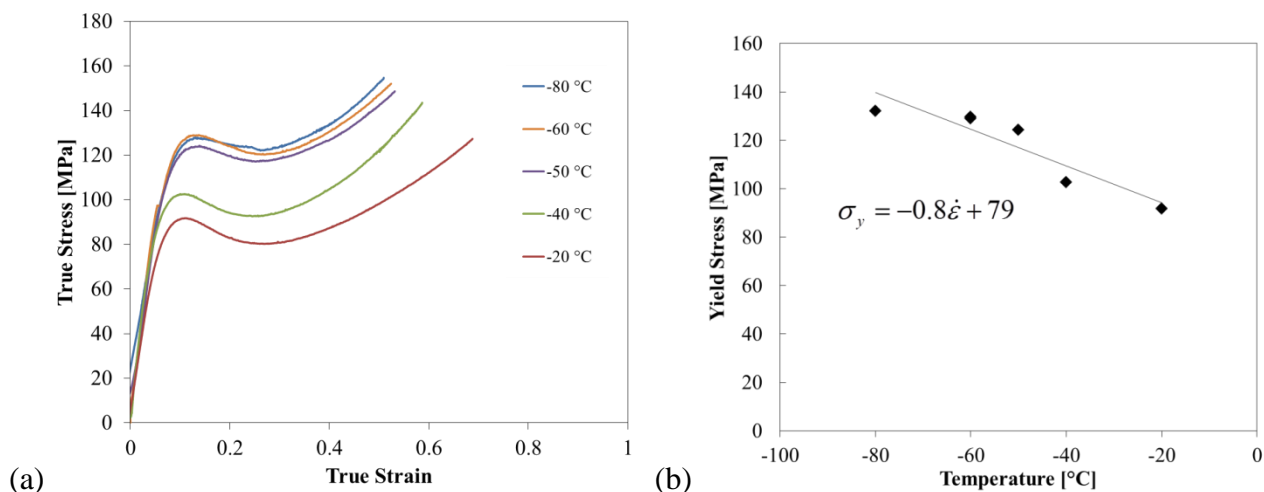 True Stress [MPa]
180
160
140
120
100
80
60
40
20
0
0
0.2
0.4
0.6
0.8
1
True Strain
-80 °C
-60 °C
-50 °C
-40 °C
-20 °C
(a)
Yield Stress [MPa]
160
140
120
100
80
60
40
20
0
-100
-80
-60
-40
-20
0
Temperature [°C]
σy = −0.8ε̇ + 79
(b)